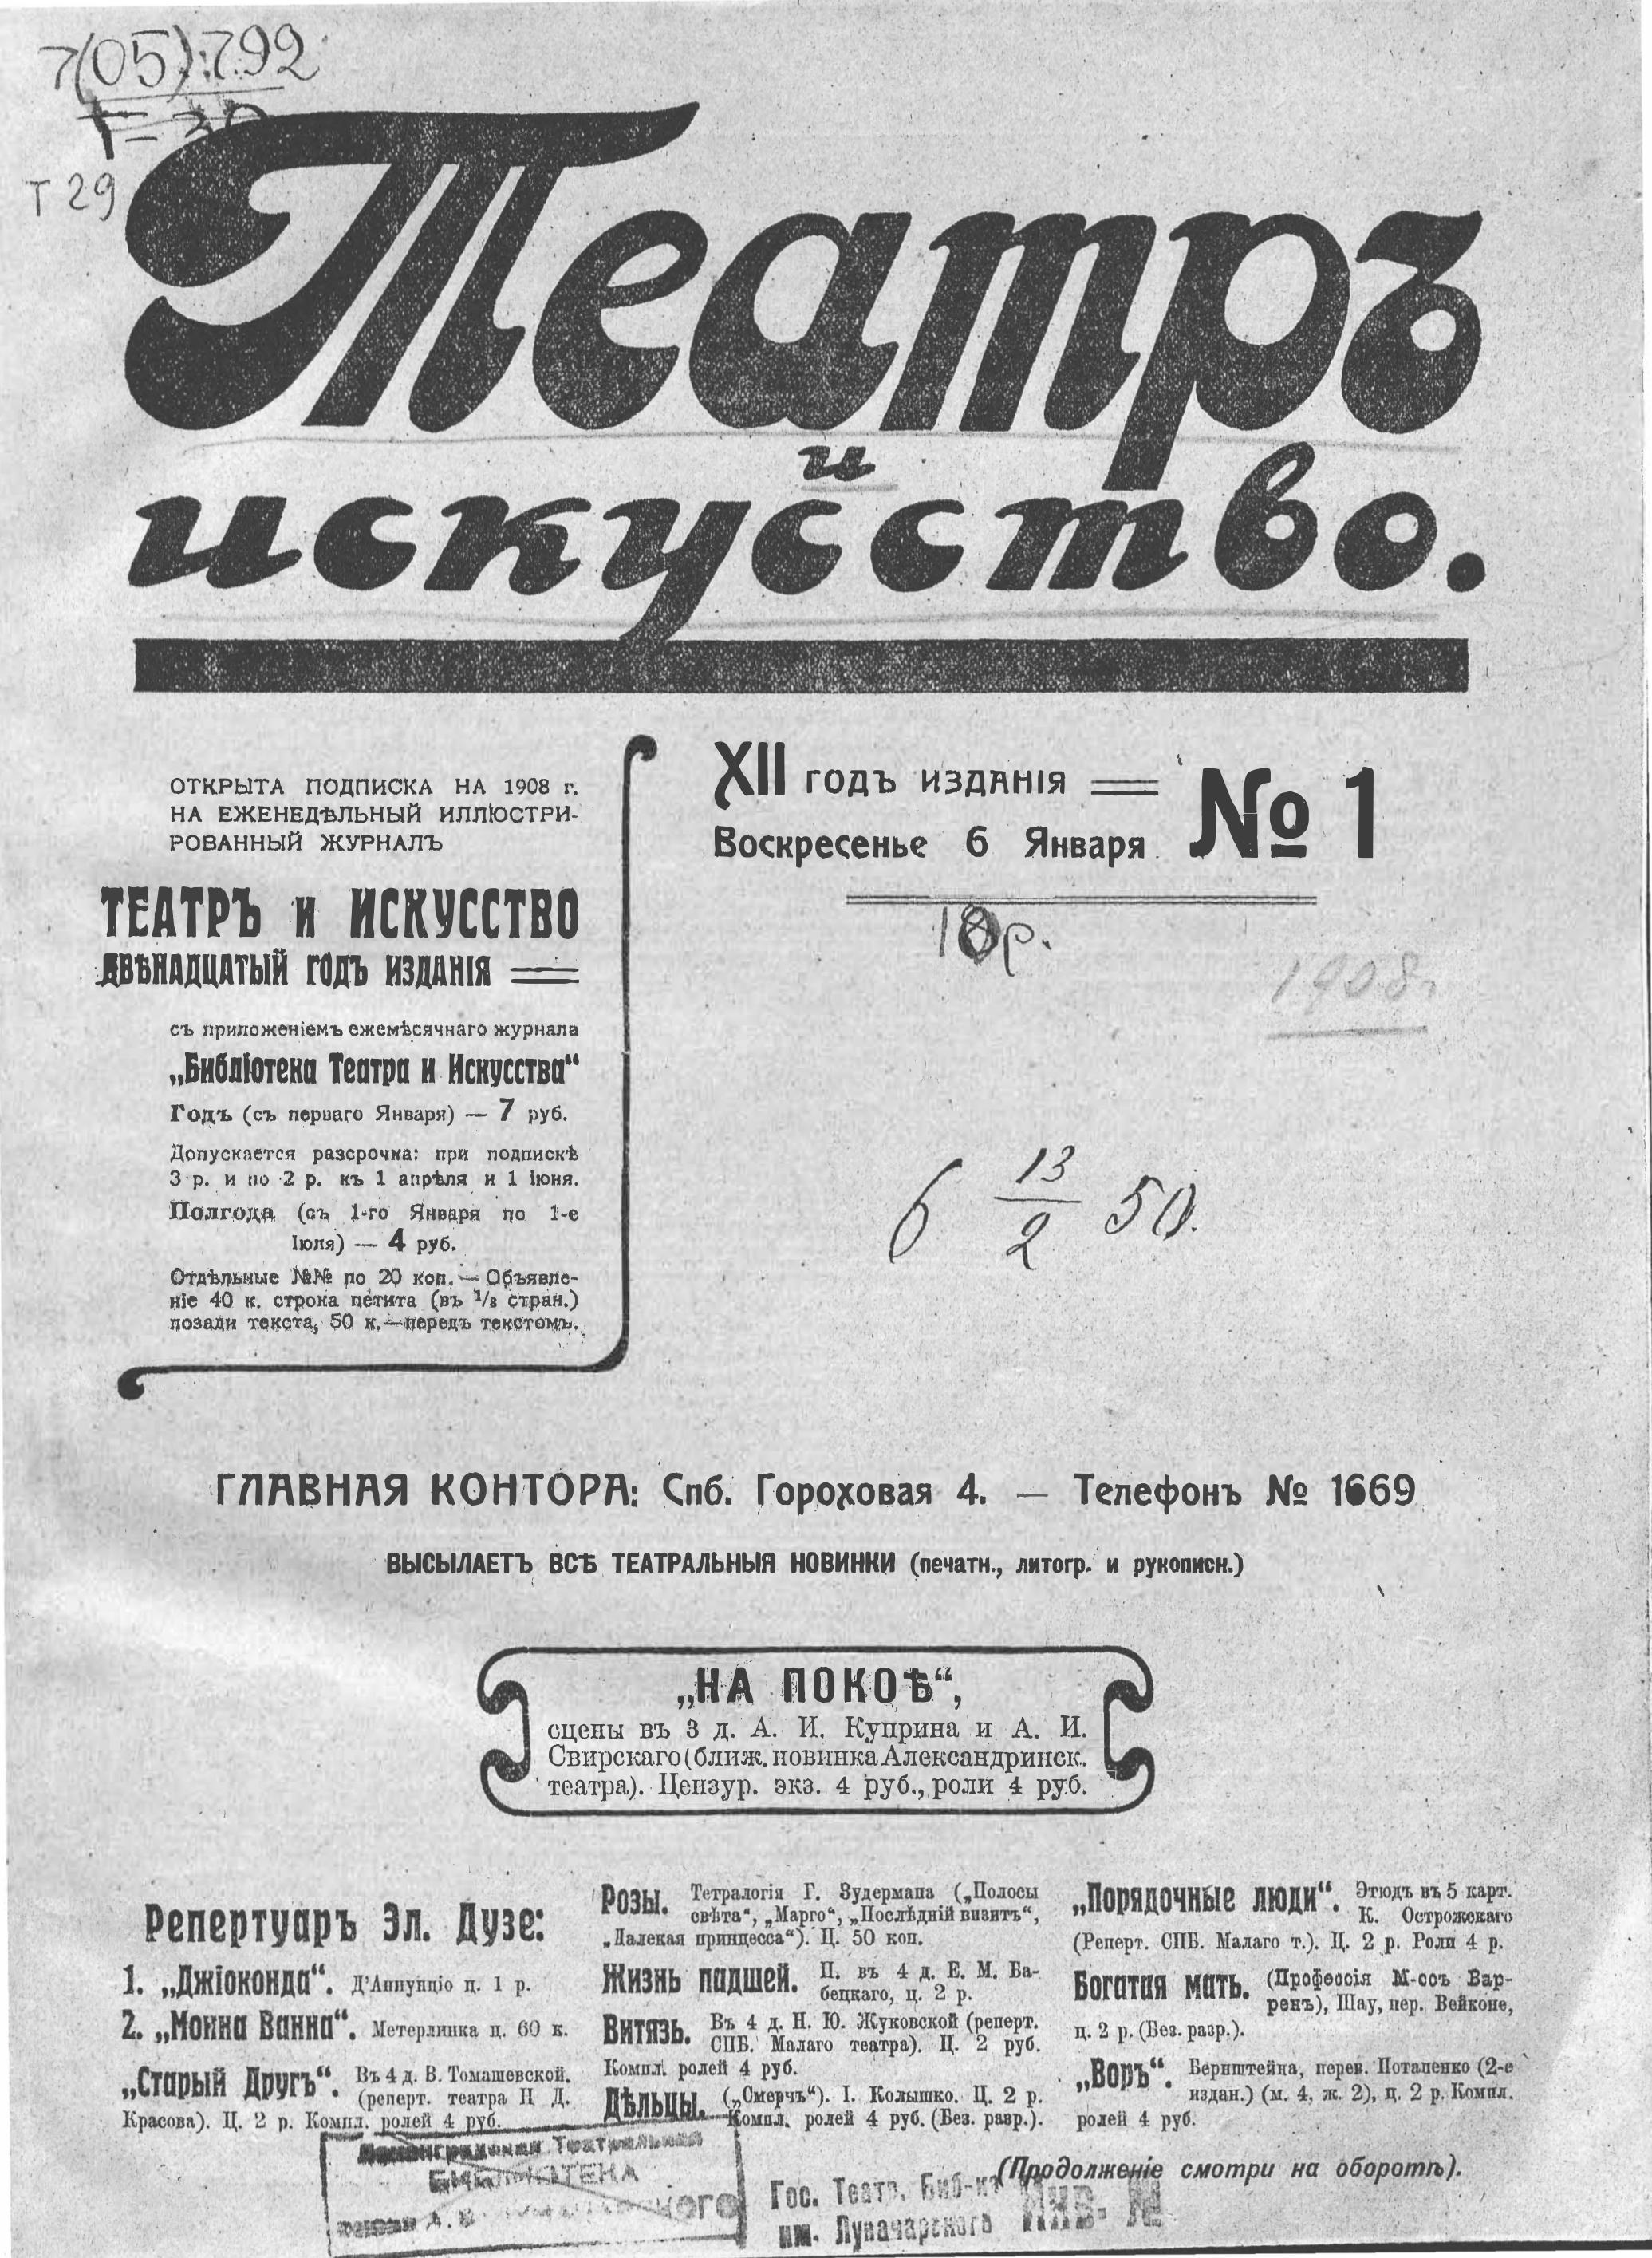 7(05):792
Т 29
Театръ
и
искусство.
ОТКРЫТА ПОДПИСКА НА 1908 г.
НА ЕЖЕНЕДѢЛЬНЫЙ ИЛЛЮСТРИ-
РОВАННЫЙ ЖУРНАЛЪ
ТЕАТРЪ и ИСКУССТВО
ДВѢНАДЦАТЫЙ ГОДЪ ИЗДАНІЯ
съ приложеніемъ ежемѣсячнаго журнала
„Библіотека Театра и Искусства“
Годъ (съ перваго Января) — 7 руб.
Допускается разсрочка: при подпискѣ
3 р. и по 2 р. къ 1 апрѣля и 1 Іюня.
Полгода (съ 1-го Января по 1-е
Іюля) — 4 руб.
Отдѣльные №№ по 20 коп. — Объявле-
ніе 40 к. строка петита (въ 1/3 стран.)
позади текста, 50 к.—передъ текстомъ.
XII годъ изданія
Воскресенье 6 Января
№ 1
1908 г.
6 13/2 50.
ГЛАВНАЯ КОНТОРА: Спб. Гороховая 4. — Телефонъ № 1669
ВЫСЫЛАЕТЪ ВСѢ ТЕАТРАЛЬНЫЯ НОВИНКИ (печатн., литогр. и рукописн.)
„НА ПОКОѢ“,
сцены въ 3 д. А. И. Куприна и А. И.
Свирскаго (ближ. новинка Александринск.
театра). Цензур. экз. 4 руб., роли 4 руб.
Репертуаръ Эл. Дузе:
1. „Джіоконда“. Д'Аннунціо ц. 1 р.
2. „Монна Ванна“. Метерлинка ц. 60 к.
„Старый Другъ“. Въ 4 д. В. Томашевской.
(реперт. театра П Д.
Красова). Ц. 2 р. Компл. ролей 4 руб.
Розы. Тетралогія Г. Зудермана („Полосы
свѣта“, „Марго“, „Послѣдній визитъ“,
„Далекая принцесса“). Ц. 50 коп.
Жизнь падшей. П. въ 4 д. Е. М. Ба-
бецкаго, ц. 2 р.
Витязь. Въ 4 д. Н. Ю. Жуковской (реперт.
СПБ. Малаго театра). Ц. 2 руб.
Компл. ролей 4 руб.
Дѣльцы. („Смерчъ“). І. Колышко. Ц. 2 р.
Компл. ролей 4 руб. (Без. разр.).
„Порядочные люди“. Этюдъ въ 5 карт.
К. Острожскаго
(Реперт. СПБ. Малаго т.). Ц. 2 р. Роли 4 р.
Богатая мать. (Профессія М-ссъ Вар-
ренъ), Шау, пер. Вейконе,
ц. 2 р. (Без. разр.).
„Воръ“. Бернштейна, перев. Потапенко (2-е
издан.) (м. 4, ж. 2), ц. 2 р. Компл.
ролей 4 руб.
(Продолженіе смотри на оборотѣ).
Ленинградская Театральная
БИБЛИОТЕКА
Гос. Театр. Биб-ка
им. Луначарского
Инв. №